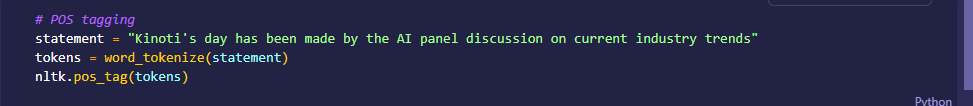 # POS tagging
statement = "Kinoti's day has been made by the AI panel discussion on current industry trends"
tokens = word_tokenize(statement)
nltk.pos_tag(tokens)
Python